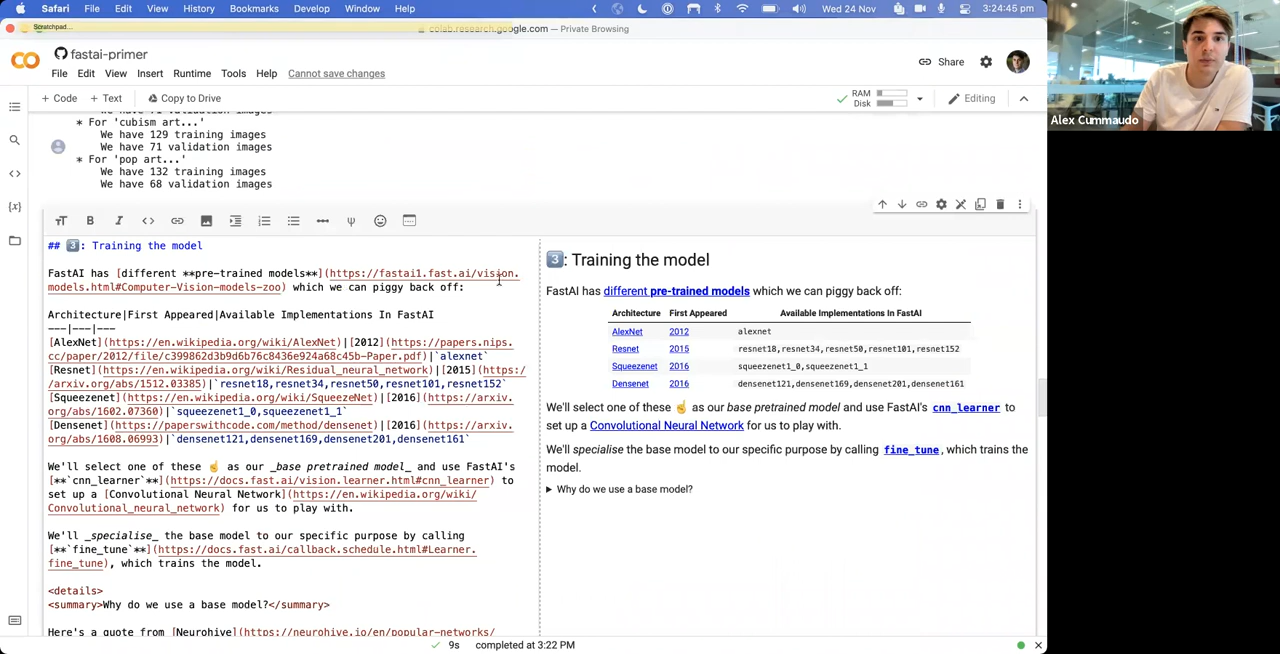 Safari File Edit View History Bookmarks Develop Window Help Wed 24 Nov 3:24:45 pm
Scratchpad...
colab.research.google.com — Private Browsing
fastai-primer
File Edit View Insert Runtime Tools Help Cannot save changes
Share
+ Code + Text Copy to Drive
RAM
Disk
Editing
We have 71 validation images
* For 'cubism art...'
We have 129 training images
We have 71 validation images
* For 'pop art...'
We have 132 training images
We have 68 validation images
## 3️⃣: Training the model
FastAI has [different **pre-trained models**](https://fastai1.fast.ai/vision.
models.html#Computer-Vision-models-zoo) which we can piggy back off:
Architecture|First Appeared|Available Implementations In FastAI
---|---|---
[AlexNet](https://en.wikipedia.org/wiki/AlexNet)|[2012](https://papers.nips.
cc/paper/2012/file/c399862d3b9d6b76c8436e924a68c45b-Paper.pdf)|`alexnet`
[Resnet](https://en.wikipedia.org/wiki/Residual_neural_network)|[2015](https:/
/arxiv.org/abs/1512.03385)|`resnet18,resnet34,resnet50,resnet101,resnet152`
[Squeezenet](https://en.wikipedia.org/wiki/SqueezeNet)|[2016](https://arxiv.
org/abs/1602.07360)|`squeezenet1_0,squeezenet1_1`
[Densenet](https://paperswithcode.com/method/densenet)|[2016](https://arxiv.
org/abs/1608.06993)|`densenet121,densenet169,densenet201,densenet161`
We'll select one of these ☝️ as our _base pretrained model_ and use FastAI's
[**`cnn_learner`**](https://docs.fast.ai/vision.learner.html#cnn_learner) to
set up a [Convolutional Neural Network](https://en.wikipedia.org/wiki/
Convolutional_neural_network) for us to play with.
We'll _specialise_ the base model to our specific purpose by calling
[**`fine_tune`**](https://docs.fast.ai/callback.schedule.html#Learner.
fine_tune), which trains the model.
<details>
<summary>Why do we use a base model?</summary>
Here's a quote from [Neurohive](https://neurohive.io/en/popular-networks/
3️⃣: Training the model
FastAI has different pre-trained models which we can piggy back off:
Architecture First Appeared Available Implementations In FastAI
AlexNet 2012 alexnet
Resnet 2015 resnet18,resnet34,resnet50,resnet101,resnet152
Squeezenet 2016 squeezenet1_0,squeezenet1_1
Densenet 2016 densenet121,densenet169,densenet201,densenet161
We'll select one of these ☝️ as our base pretrained model and use FastAI's cnn_learner to
set up a Convolutional Neural Network for us to play with.
We'll specialise the base model to our specific purpose by calling fine_tune, which trains the
model.
▶ Why do we use a base model?
9s completed at 3:22 PM
Alex Cummaudo